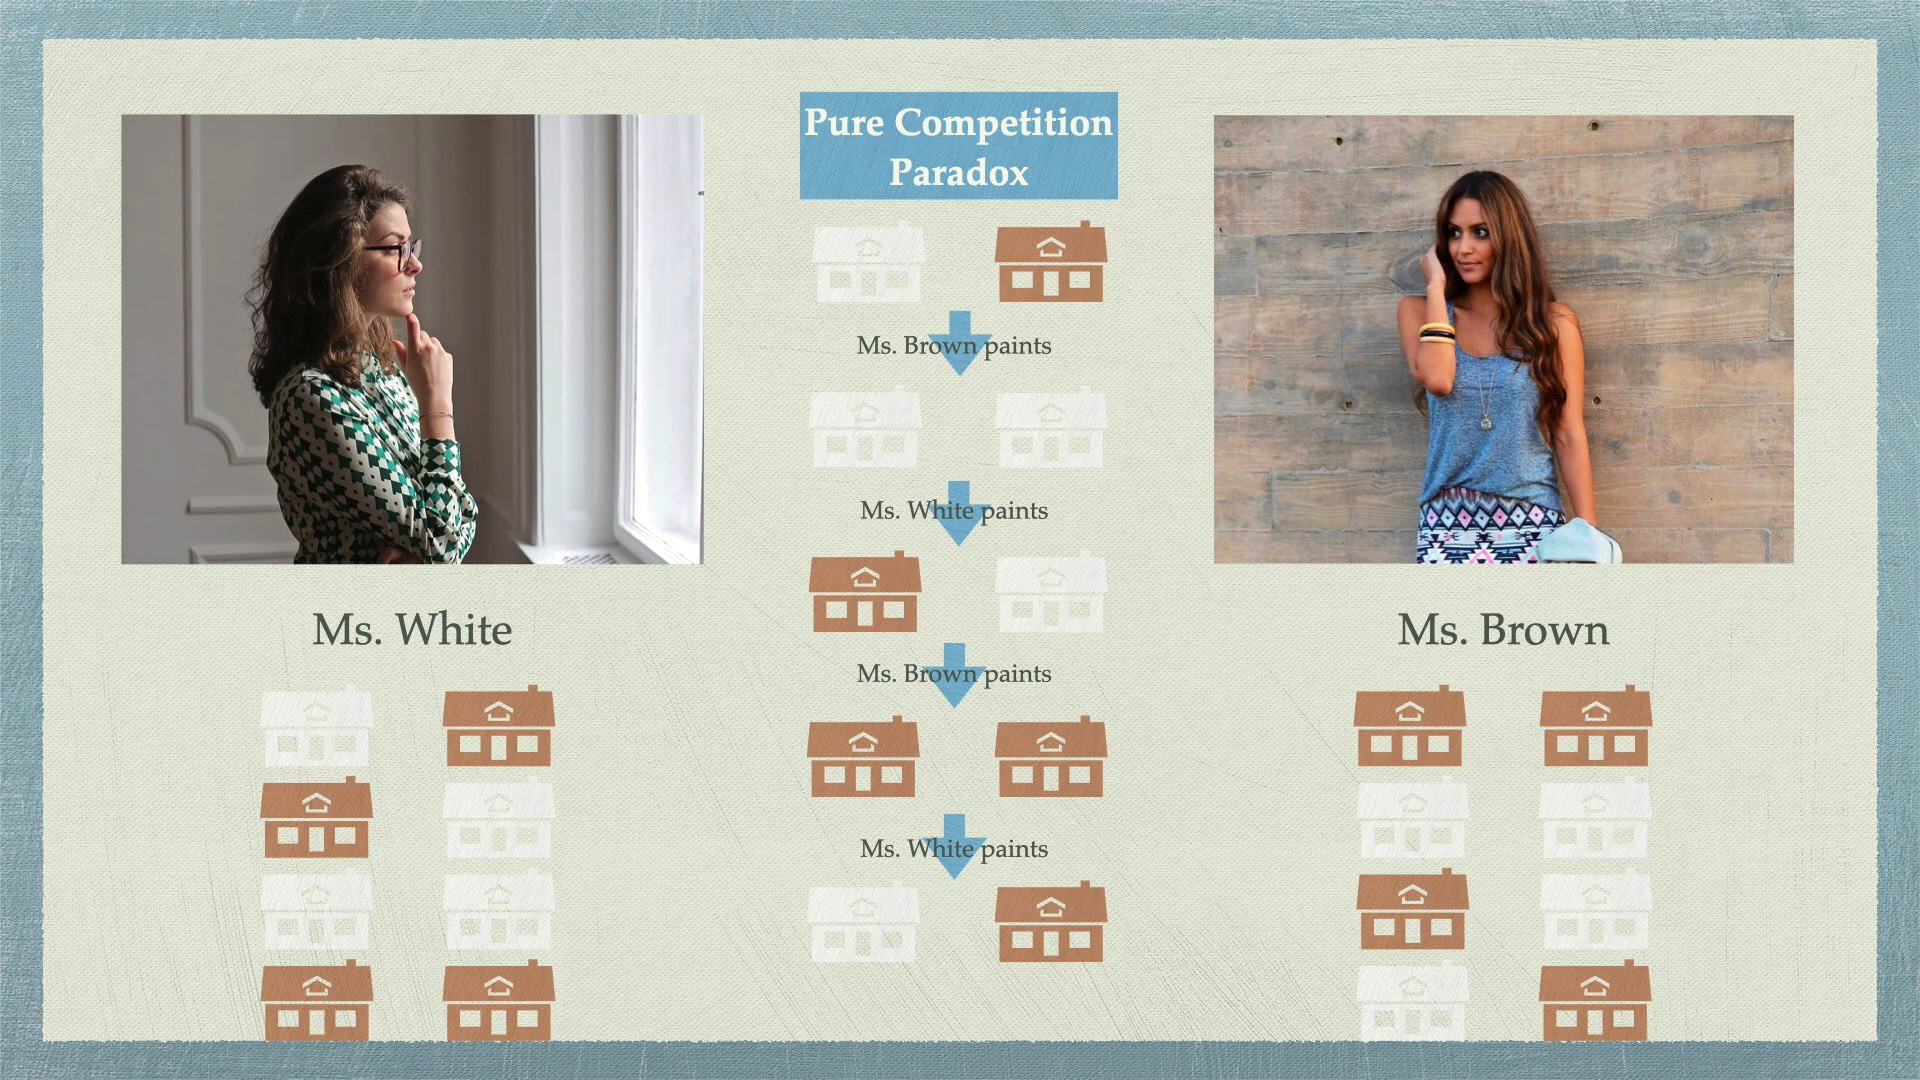 Pure Competition
Paradox
Ms. Brown paints
Ms. White paints
Ms. Brown paints
Ms. White paints
Ms. White
Ms. Brown